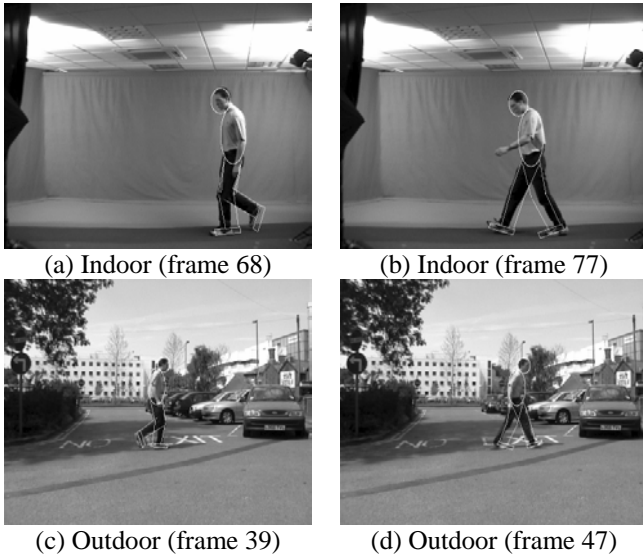 (a) Indoor (frame 68)
(b) Indoor (frame 77)
(c) Outdoor (frame 39)
(d) Outdoor (frame 47)